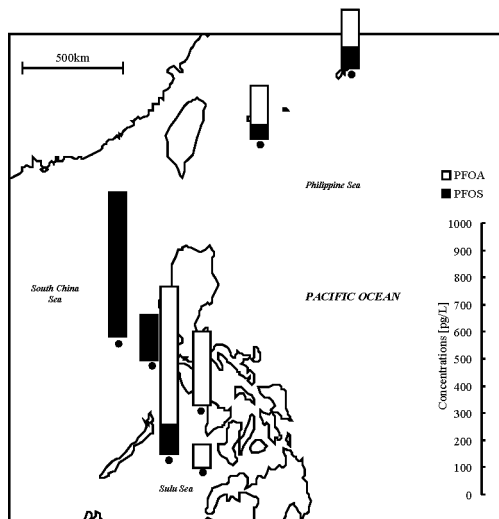 500km
Philippine Sea
PFOA
PFOS
South China
Sea
PACIFIC OCEAN
Concentrations [pg/L]
1000
900
800
700
600
500
400
300
200
100
0
Sulu Sea